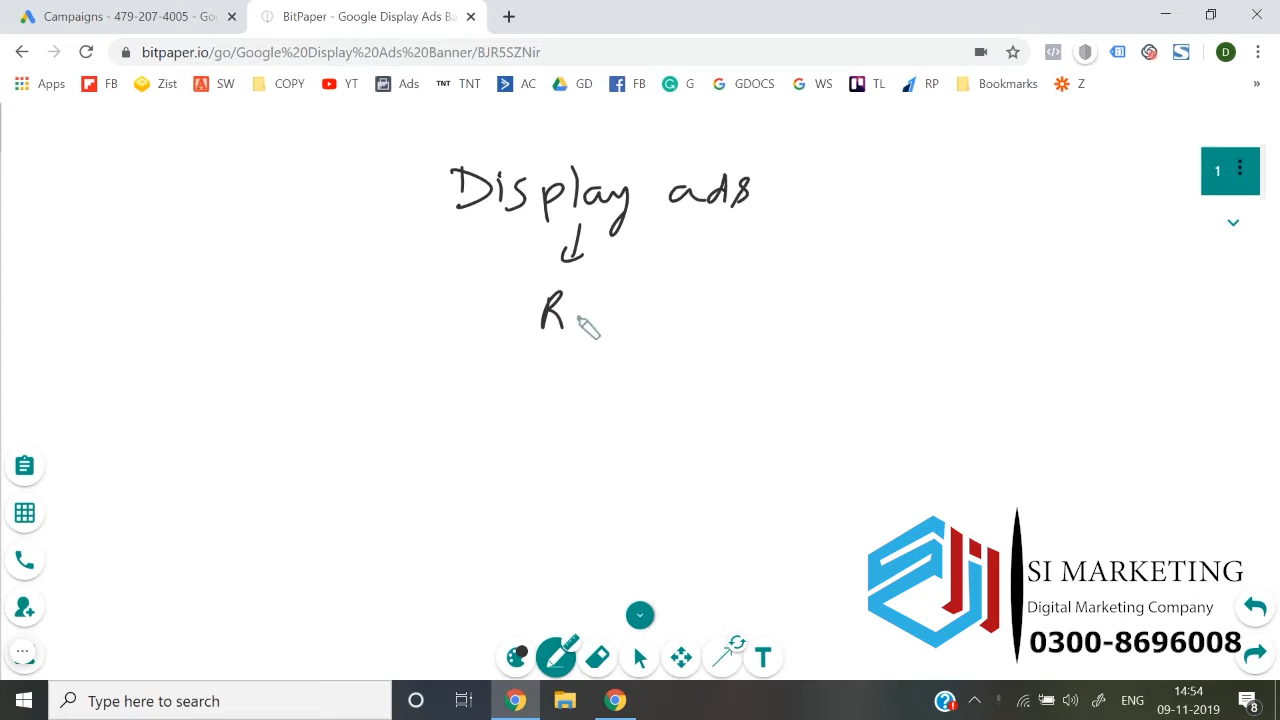 Campaigns - 479-207-4005 - Go
BitPaper - Google Display Ads Ba
bitpaper.io/go/Google%20Display%20Ads%20Banner/BJR5SZNir
D
Apps FB Zist SW COPY YT Ads TNT TNT AC GD FB G GDOCS WS TL RP Bookmarks Z »
Display ads
R
1
SI MARKETING
Digital Marketing Company
0300-8696008
T
Type here to search
ENG
14:54
09-11-2019
8